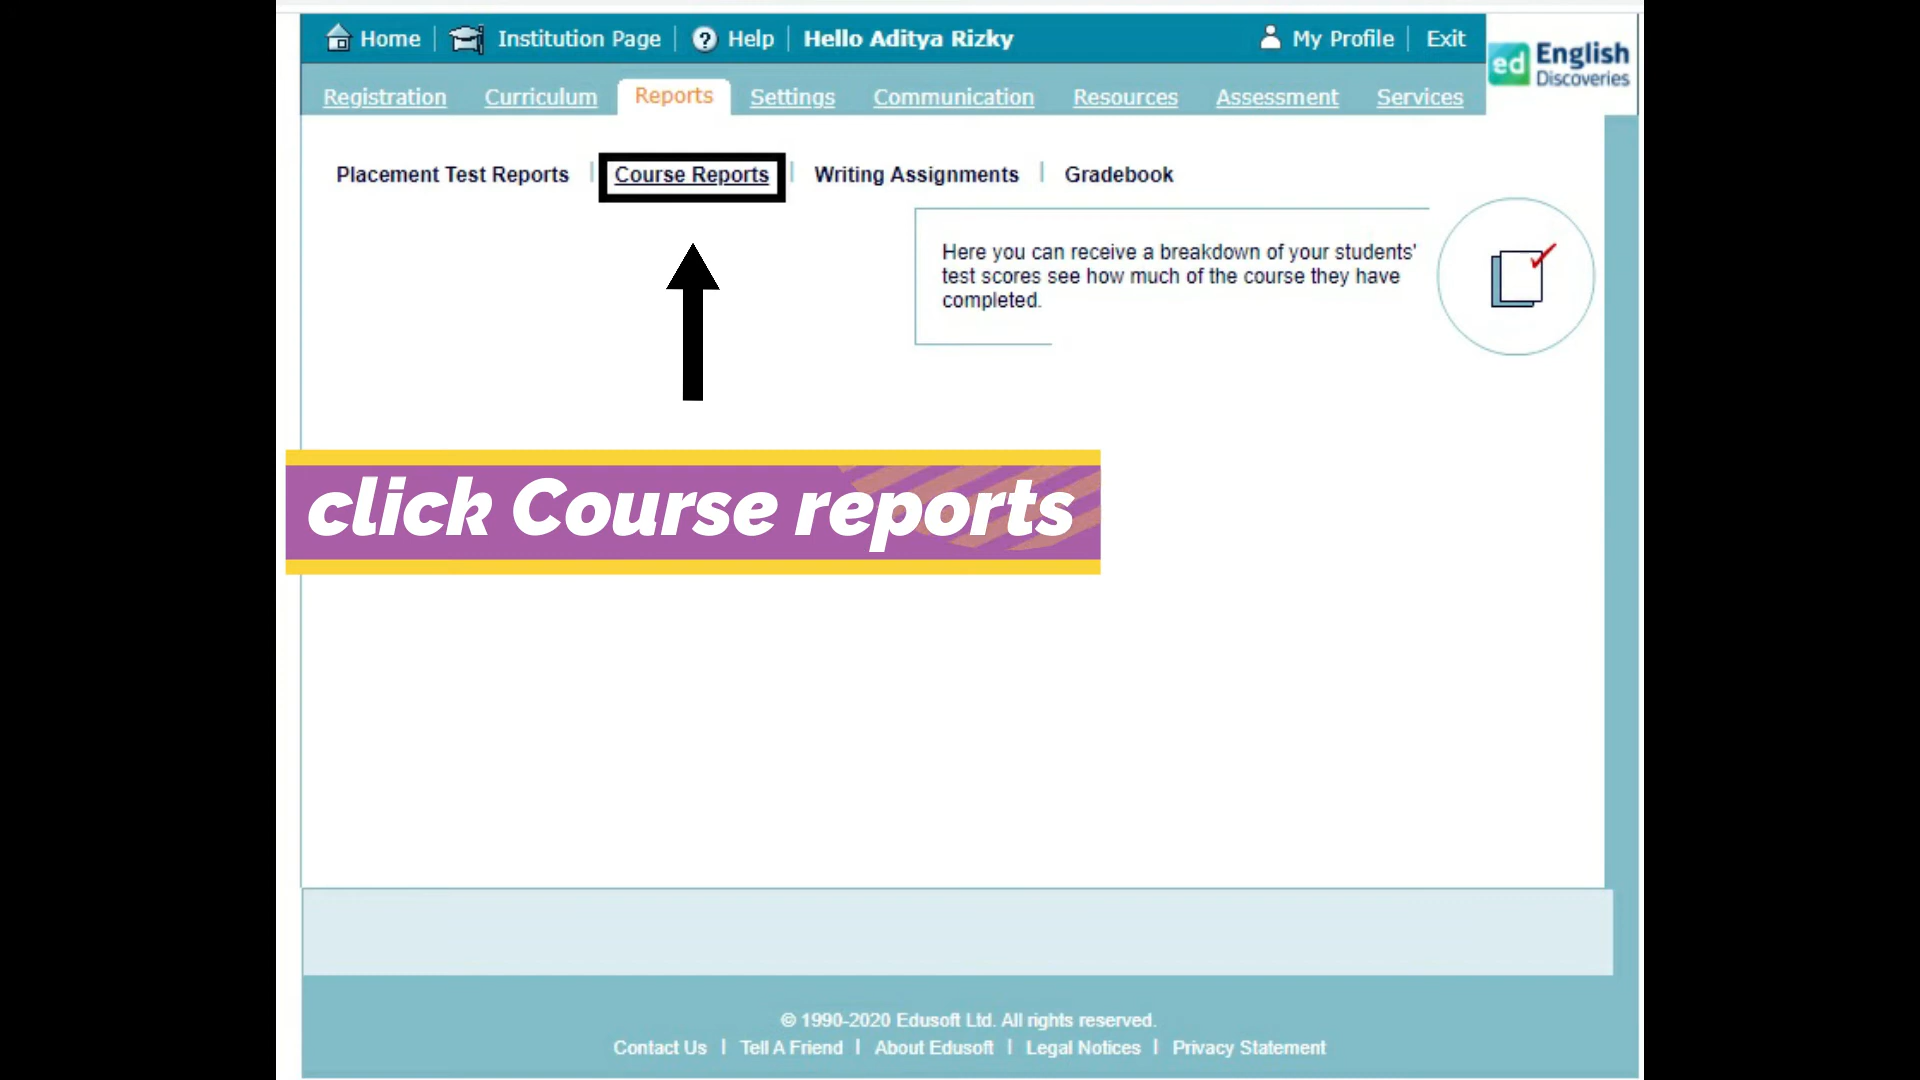 Home | Institution Page | Help | Hello Aditya Rizky My Profile | Exit
ed English Discoveries
Registration Curriculum Reports Settings Communication Resources Assessment Services
Placement Test Reports | Course Reports | Writing Assignments | Gradebook
Here you can receive a breakdown of your students'
test scores see how much of the course they have
completed.
click Course reports
© 1990-2020 Edusoft Ltd. All rights reserved.
Contact Us | Tell A Friend | About Edusoft | Legal Notices | Privacy Statement